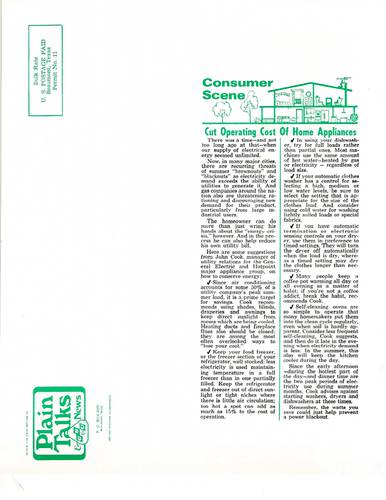 Bulk Rate
U. S. POSTAGE PAID
Beaumont, Texas
Permit No. 11
Consumer
Scene
Cut Operating Cost Of Home Appliances
There was a time—and not
too long ago at that—when
our supply of electrical en-
ergy seemed unlimited.
Now, in many major cities,
there are recurring threats
of summer "brownouts" and
"blackouts" as electricity de-
mand exceeds the ability of
utilities to generate it. And
gas companies around the na-
tion also are threatening ra-
tioning and discouraging new
demand for their product,
particularly from large in-
dustrial users.
The homeowner can do
more than just wring his
hands about the "energy cri-
sis," however. And in the pro-
cess he can also help reduce
his own utility bill.
Here are some suggestions
from John Cook, manager of
utility relations for the Gen-
eral Electric and Hotpoint
major appliance group, on
how to conserve energy:
✓ Since air conditioning
accounts for some 50% of a
utility company's peak sum-
mer load, it is a prime target
for savings. Cook recom-
mends using shades, blinds,
draperies and awnings to
keep direct sunlight from
rooms which are being cooled.
Heating ducts and fireplace
flues also should be closed;
they are among the most
often overlooked ways to
"lose your cool."
✓ Keep your food freezer,
or the freezer section of your
refrigerator, well stocked; less
electricity is used maintain-
ing temperature in a full
freezer than in one partially
filled. Keep the refrigerator
and freezer out of direct sun-
light or tight niches where
there is little air circulation;
too hot a spot can add as
much as 15% to the cost of
operation.
✓ In using your dishwash-
er, try for full loads rather
than partial ones. Most ma-
chines use the same amount
of hot water—heated by gas
or electricity — regardless of
load size.
✓ If your automatic clothes
washer has a control for se-
lecting a high, medium or
low water levels, be sure to
select the setting that is ap-
propriate for the size of the
clothes load. And consider
using cold water for washing
lightly soiled loads or special
fabrics.
✓ If you have automatic
termination or electronic
sensing controls on your dry-
er, use them in preference to
timed settings. They will turn
the dryer off automatically
when the load is dry, where-
as a timed setting may dry
the clothes longer than nec-
essary.
✓ Many people keep a
coffee pot warming all day or
all evening as a matter of
habit; if you're not a coffee
addict, break the habit, rec-
ommends Cook.
✓ Self-cleaning ovens are
so simple to operate that
many homemakers put them
into the clean cycle regularly,
even when soil is hardly ap-
parent. Consider less frequent
self-cleaning, Cook suggests,
and then do it late in the eve-
ning when electricity demand
is less. In the summer, this
also will keep the kitchen
cooler during the day.
Since the early afternoon
—during the hottest part of
the day—and dinner time are
the two peak periods of elec-
tricity use during summer
months, Cook advises against
starting washers, dryers and
dishwashers at those times.
Remember, the watts you
save could just help prevent
a power blackout.
Plain
Talks
& News